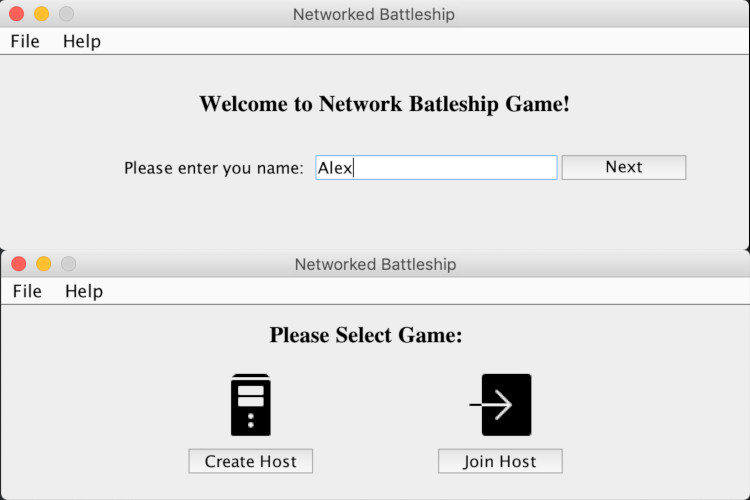 Networked Battleship
File Help
Welcome to Network Batleship Game!
Please enter you name: Alex Next
Networked Battleship
File Help
Please Select Game:
Create Host Join Host